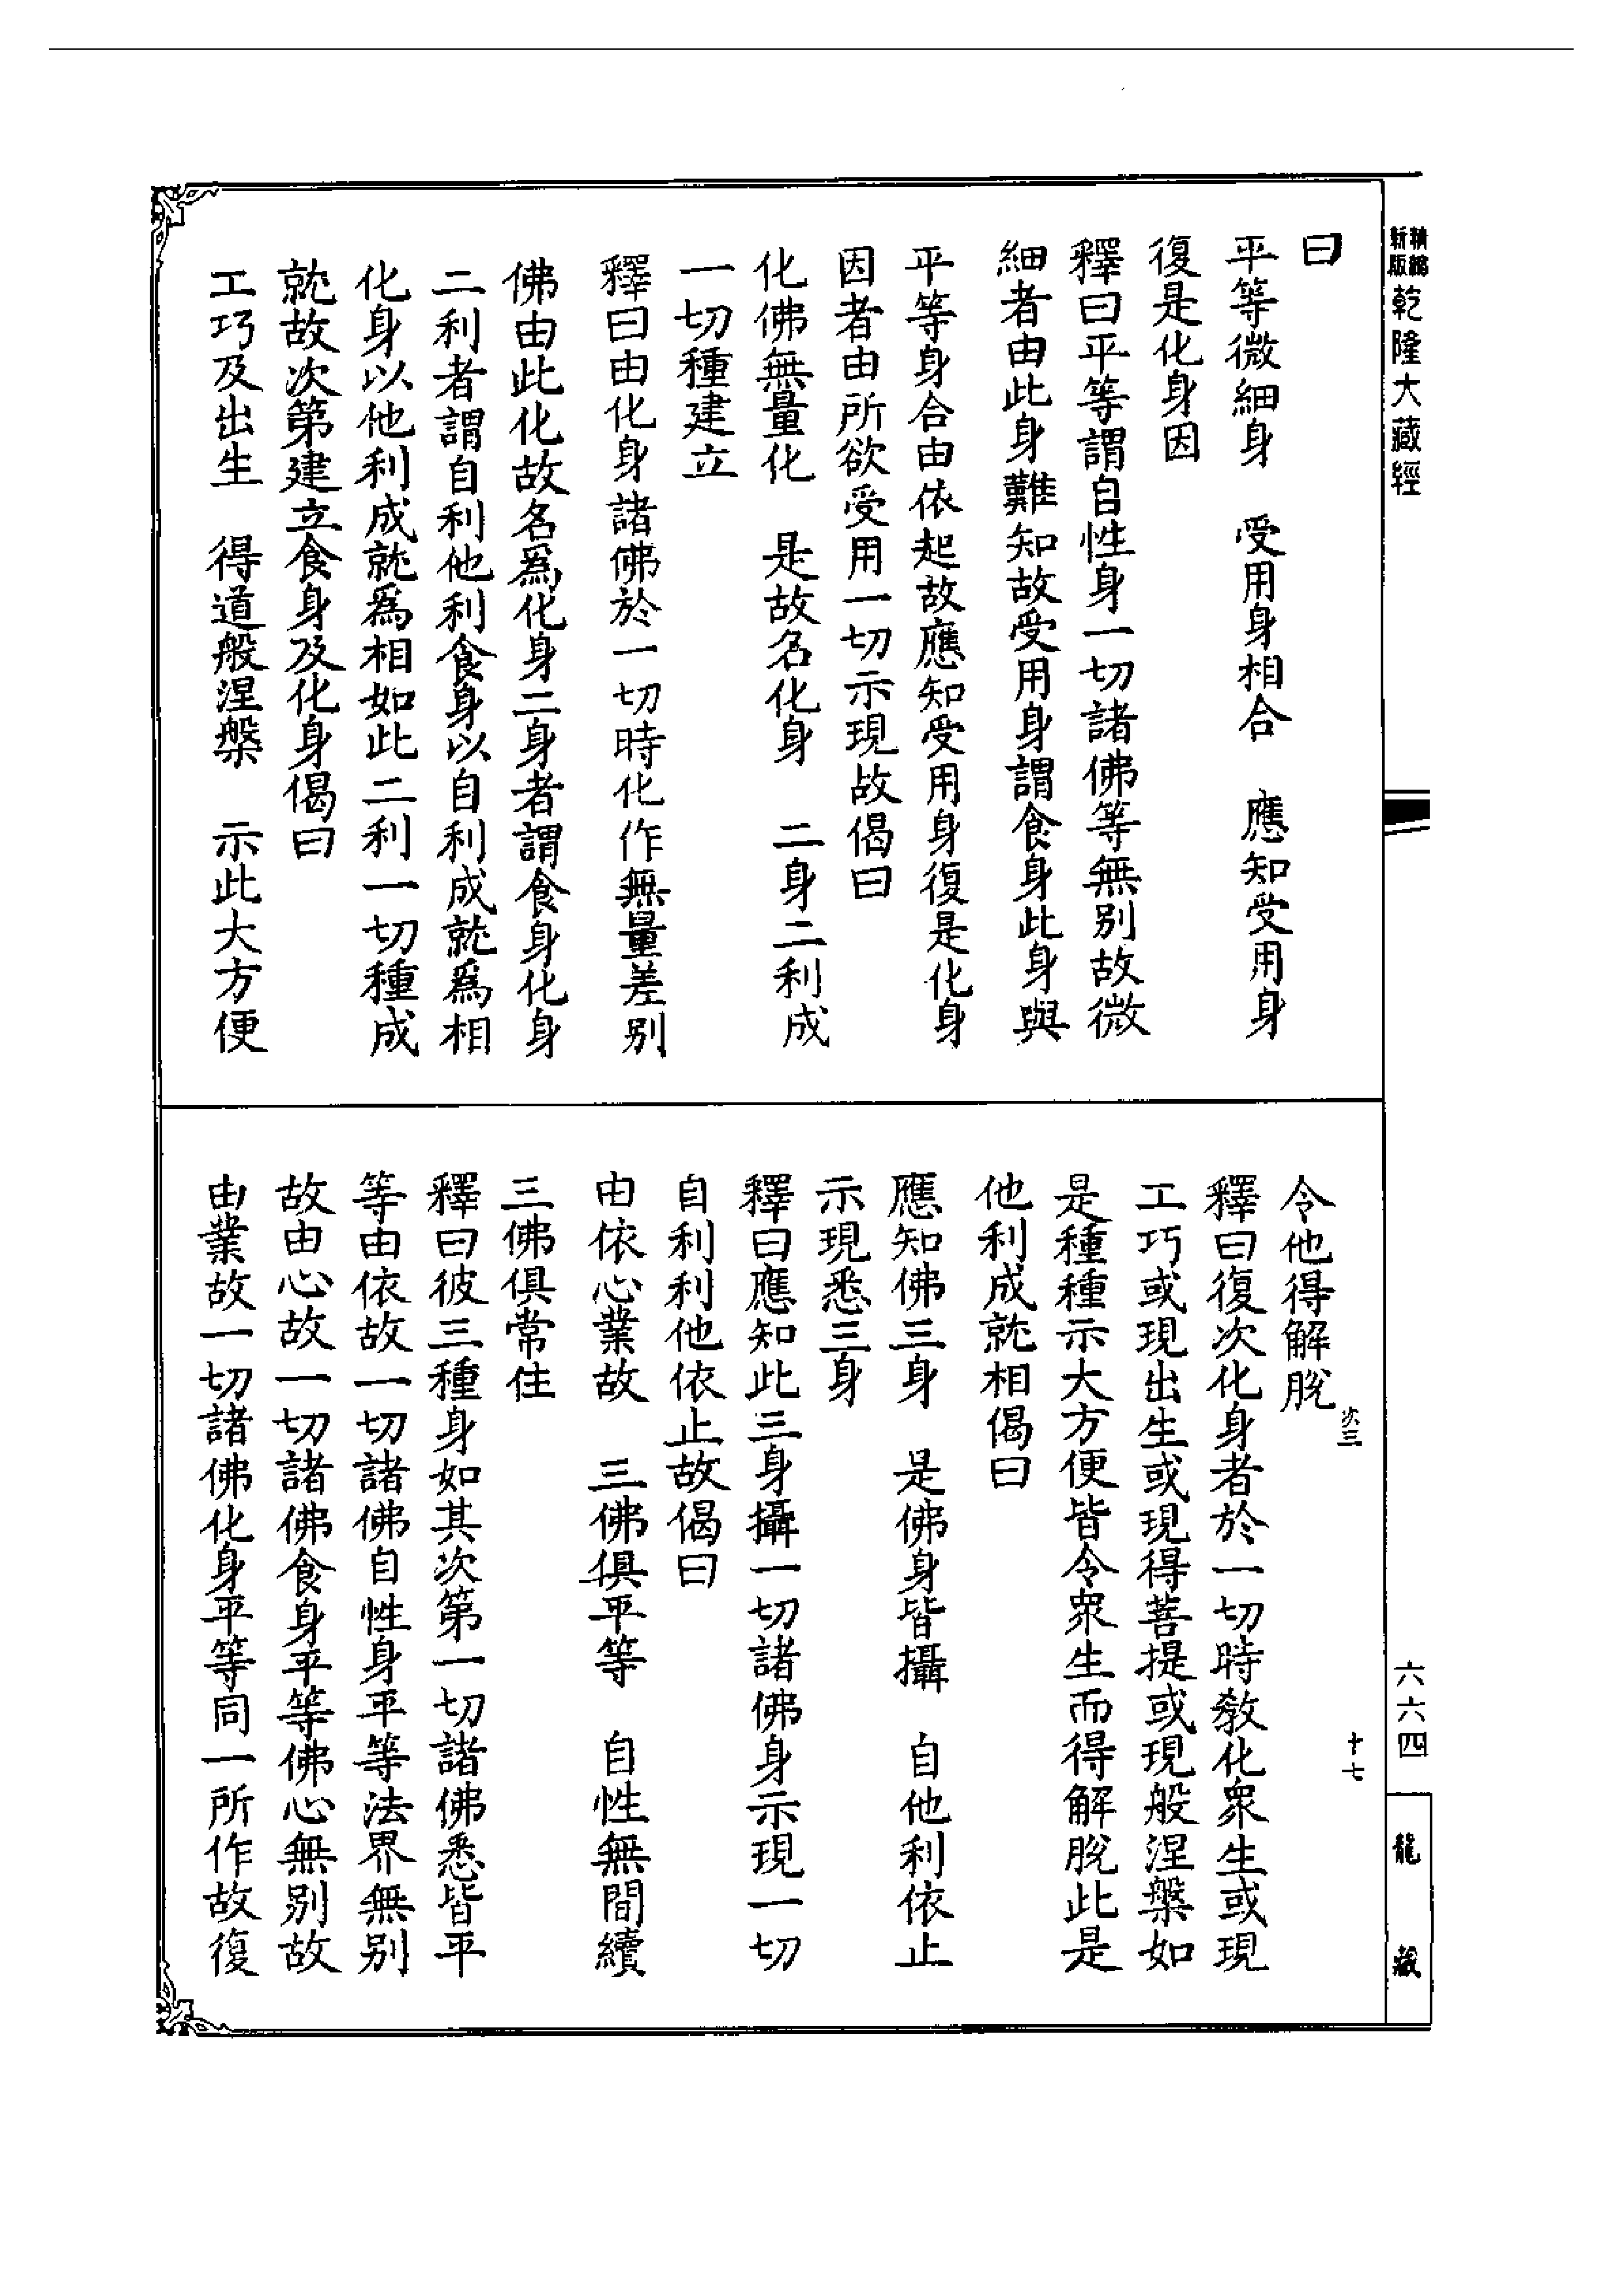 精縮
新版
乾隆大藏經
曰
平等微細身　受用身相合　應知受用身
復是化身因
釋曰平等謂自性身一切諸佛等無別故微
細者由此身難知故受用身謂食身此身與
平等身合由依起故應知受用身復是化身
因者由所欲受用一切示現故偈曰
化佛無量化　是故名化身　二身二利成
一切種建立
釋曰由化身諸佛於一切時化作無量差別
佛由此化故名爲化身二身者謂食身化身
二利者謂自利他利食身以自利成就爲相
化身以他利成就爲相如此二利一切種成
就故次第建立食身及化身偈曰
工巧及出生　得道般涅槃　示此大方便
六六四
龍藏
次三
十七
令他得解脫
釋曰復次化身者於一切時教化衆生或現
工巧或現出生或現得菩提或現般涅槃如
是種種示大方便皆令衆生而得解脫此是
他利成就相偈曰
應知佛三身　是佛身皆攝　自他利依止
示現悉三身
釋曰應知此三身攝一切諸佛身示現一切
自利利他依止故偈曰
由依心業故　三佛俱平等　自性無間續
三佛俱常住
釋曰彼三種身如其次第一切諸佛悉皆平
等由依故一切諸佛自性身平等法界無別
故由心故一切諸佛食身平等佛心無別故
由業故一切諸佛化身平等同一所作故復